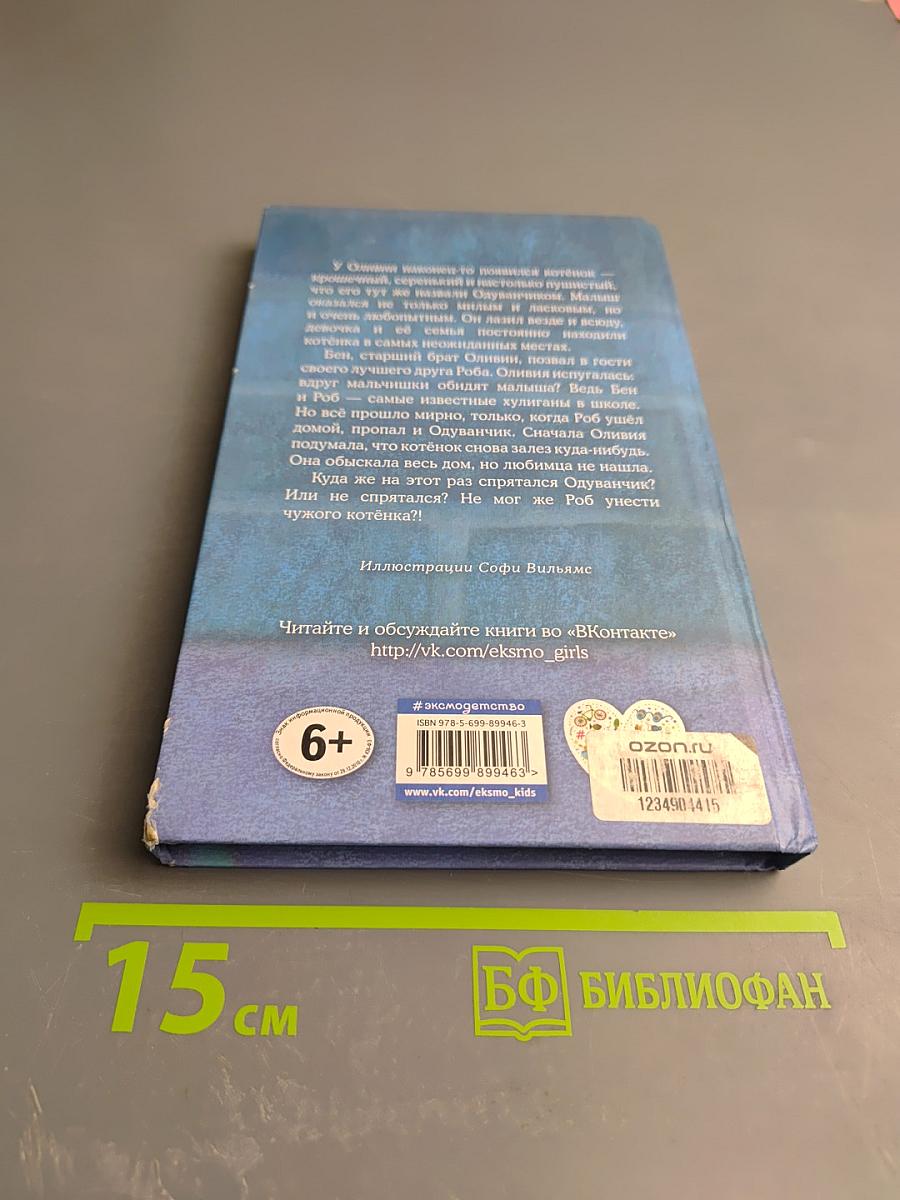 У Оливии наконец-то появился котёнок —
крошечный, серенький и настолько пушистый,
что его тут же назвали Одуванчиком. Малыш
оказался не только милым и ласковым, но
и очень любопытным. Он лазил везде и всюду,
девочка и её семья постоянно находили
котёнка в самых неожиданных местах.
Бен, старший брат Оливии, позвал в гости
своего лучшего друга Роба. Оливия испугалась:
вдруг мальчишки обидят малыша? Ведь Бен
и Роб — самые известные хулиганы в школе.
Но всё прошло мирно, только, когда Роб ушёл
домой, пропал и Одуванчик. Сначала Оливия
подумала, что котёнок снова залез куда-нибудь.
Она обыскала весь дом, но любимца не нашла.
Куда же на этот раз спрятался Одуванчик?
Или не спрятался? Не мог же Роб унести
чужого котёнка?!
Иллюстрации Софи Вильямс
Читайте и обсуждайте книги во «ВКонтакте»
http://vk.com/eksmo_girls
Знак информационной продукции
6+
#эксмодетство
ISBN 978-5-699-89946-3
9 785699 899463 >
www.vk.com/eksmo_kids
ozon.ru
1234904415
15 см
БФ БИБЛИОФАН